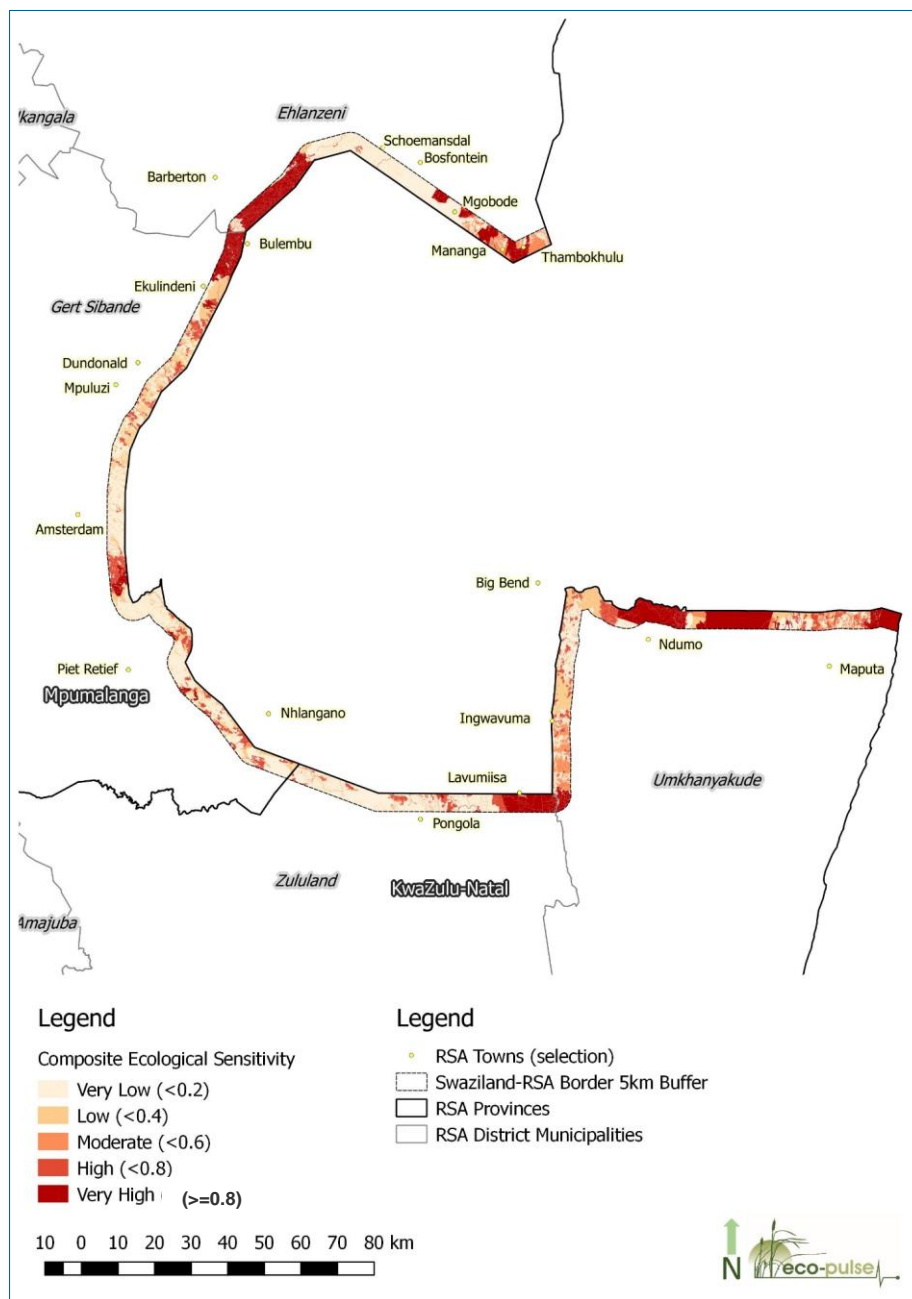 Ehlanzeni
Nkangala
Schoemansdal
Bosfontein
Barberton
Mgobode
Bulembu
Mananga
Thambokhulu
Ekulindeni
Gert Sibande
Dundonald
Mpuluzi
Amsterdam
Big Bend
Ndumo
Piet Retief
Maputa
Mpumalanga
Nhlangano
Ingwavuma
Lavumiisa
Umkhanyakude
Pongola
Zululand
KwaZulu-Natal
Amajuba
Legend
Composite Ecological Sensitivity
Very Low (<0.2)
Low (<0.4)
Moderate (<0.6)
High (<0.8)
Very High (>=0.8)
Legend
RSA Towns (selection)
Swaziland-RSA Border 5km Buffer
RSA Provinces
RSA District Municipalities
10 0 10 20 30 40 50 60 70 80 km
N
eco-pulse